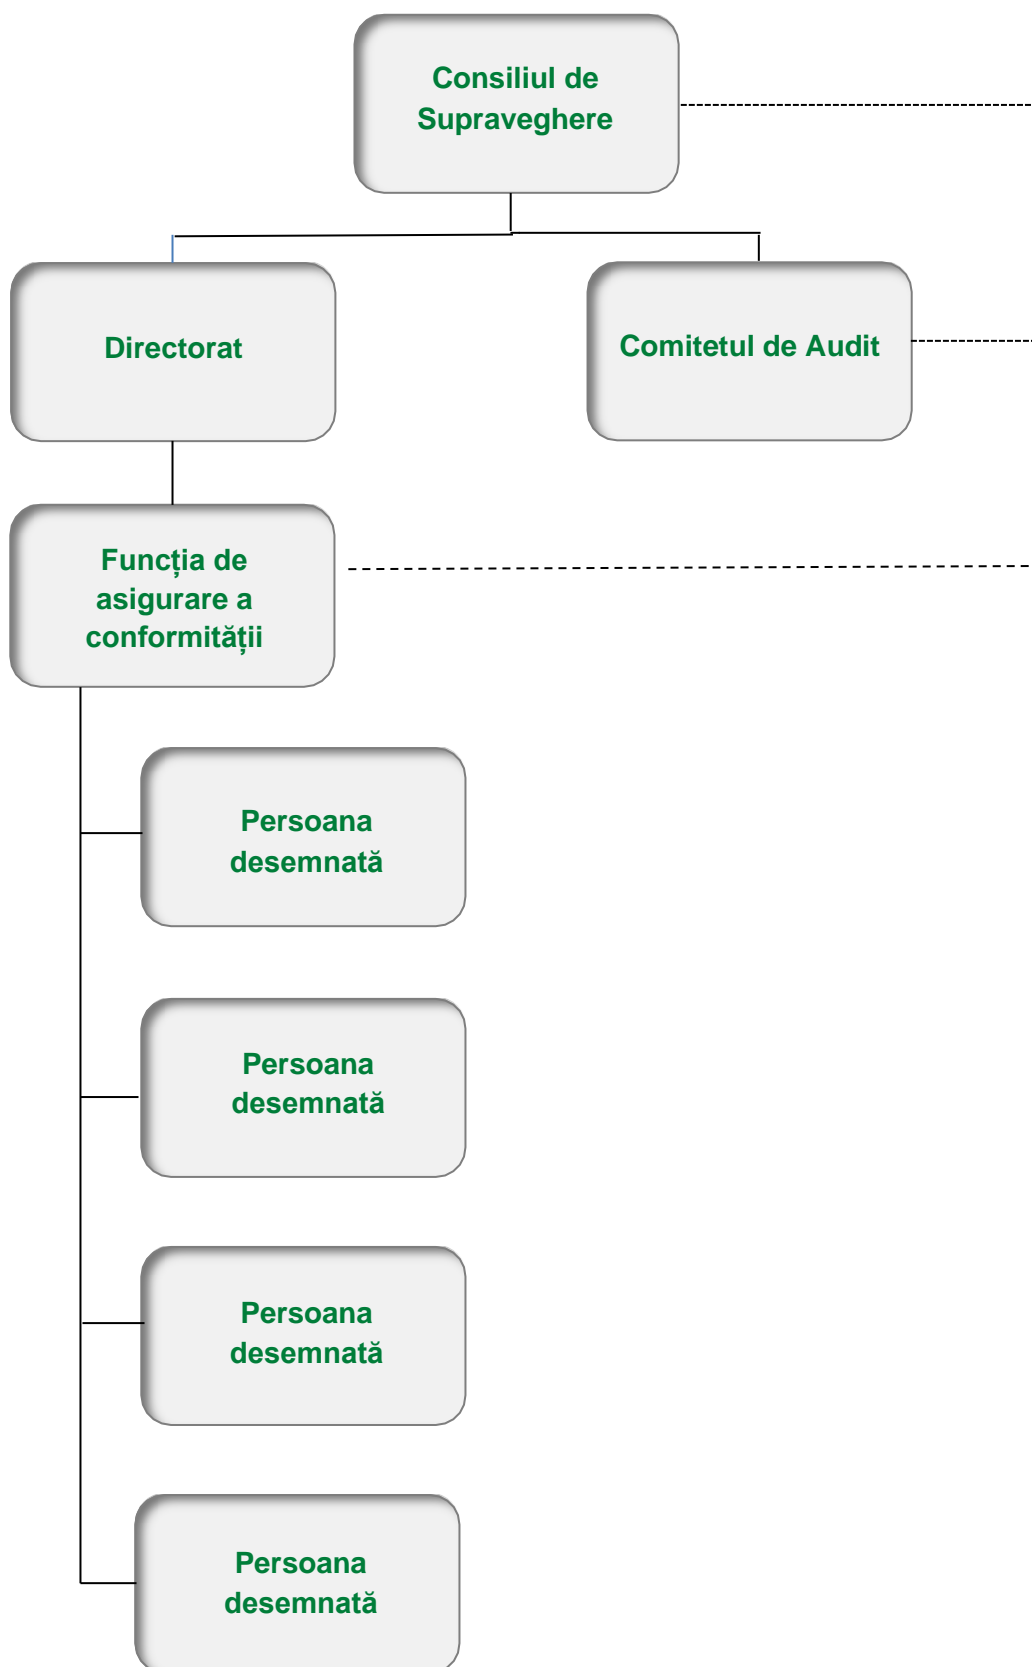 Consiliul de
Supraveghere
Directorat
Comitetul de Audit
Funcția de
asigurare a
conformității
Persoana
desemnată
Persoana
desemnată
Persoana
desemnată
Persoana
desemnată